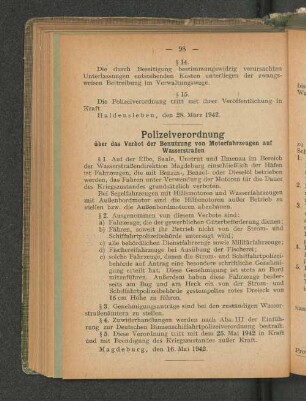 — 98 —
§ 14.
Die durch Beseitigung bestimmungswidrig verursachter
Unterlassungen entstehenden Kosten unterliegen der zwangs-
weisen Beitreibung im Verwaltungswege.
§ 15.
Die Polizeiverordnung tritt mit ihrer Veröffentlichung in
Kraft.
Haldensleben, den 28. März 1942.
Polizeiverordnung
über das Verbot der Benutzung von Motorfahrzeugen auf
Wasserstraßen
§ 1. Auf der Elbe, Saale, Unstrut und Ilmenau im Bereich
der Wasserstraßendirektion Magdeburg einschließlich der Häfen
ist Fahrzeugen, die mit Benzin-, Benzol- oder Dieselöl betrieben
werden, das Fahren unter Verwendung der Motoren für die Dauer
des Kriegszustandes grundsätzlich verboten.
Bei Segelfahrzeugen mit Hilfsmotoren und Wasserfahrzeugen mit
Außenbordmotor sind die Hilfsmotoren außer Betrieb zu
setzen bzw. die Außenbordmotoren abzubauen.
§ 2. Ausgenommen von diesem Verbote sind:
a) Fahrzeuge, die der gewerblichen Güterbeförderung dienen;
b) Fähren, soweit ihr Betrieb nicht von der Strom- und
Schiffahrtpolizeibehörde untersagt wird;
c) alle behördlichen Dienstfahrzeuge sowie Militärfahrzeuge;
d) Fischereifahrzeuge bei Ausübung der Fischerei;
e) solche Fahrzeuge, denen die Strom- und Schiffahrtpolizei-
behörde auf Antrag eine besondere schriftliche Genehmi-
gung erteilt hat. Diese Genehmigung ist stets an Bord
mitzuführen. Außerdem haben diese Fahrzeuge beider-
seits am Bug und am Heck ein von der Strom- und
Schiffahrtpolizeibehörde gestempeltes rotes Dreieck von
15 cm Höhe zu führen.
§ 3. Genehmigungsanträge sind bei den zuständigen Wasser-
straßenämtern zu stellen.
§ 4. Zuwiderhandlungen werden nach Abs. III der Einfüh-
rung zur Deutschen Binnenschiffahrtpolizeiverordnung bestraft.
§ 5. Diese Verordnung tritt mit dem 25. Mai 1942 in Kraft
und mit Beendigung des Kriegszustandes außer Kraft.
Magdeburg, den 16. Mai 1942.